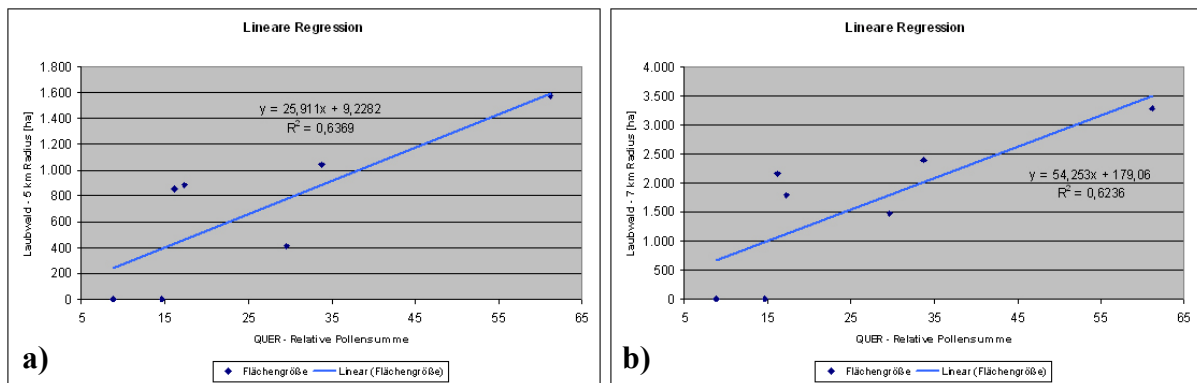 Lineare Regression
Laubwald - 5 km Radius [ha]
1.800
1.600
1.400
1.200
1.000
800
600
400
200
0
y = 25,911x + 9,2282
R² = 0,6369
5 15 25 35 45 55 65
QUER - Relative Pollensumme
a)
Flächengröße Linear (Flächengröße)
Lineare Regression
Laubwald - 7 km Radius [ha]
4.000
3.500
3.000
2.500
2.000
1.500
1.000
500
0
y = 54,253x + 179,06
R² = 0,6236
5 15 25 35 45 55 65
QUER - Relative Pollensumme
b)
Flächengröße Linear (Flächengröße)